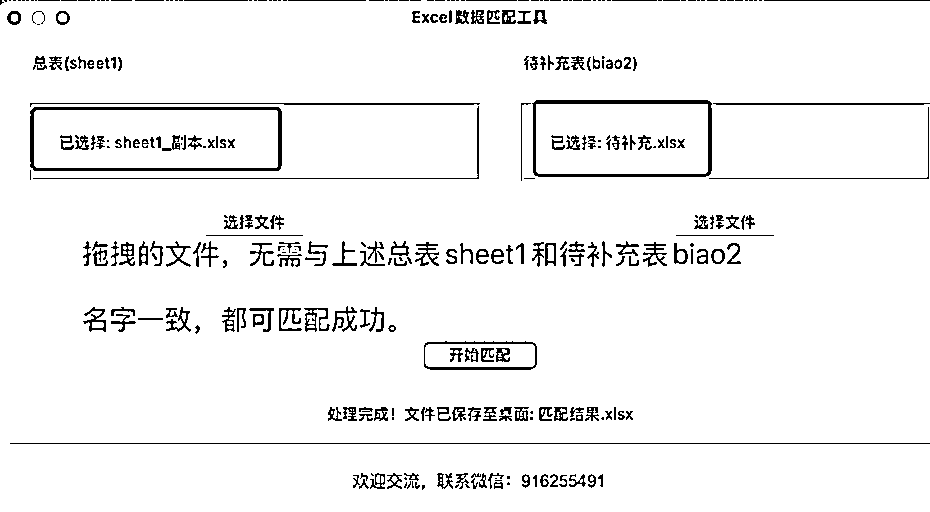 Excel数据匹配工具
总表(sheet1)
待补充表(biao2)
已选择: sheet1_副本.xlsx
已选择: 待补充.xlsx
选择文件
选择文件
拖拽的文件，无需与上述总表sheet1和待补充表biao2
名字一致，都可匹配成功。
开始匹配
处理完成！文件已保存至桌面: 匹配结果.xlsx
欢迎交流，联系微信：916255491